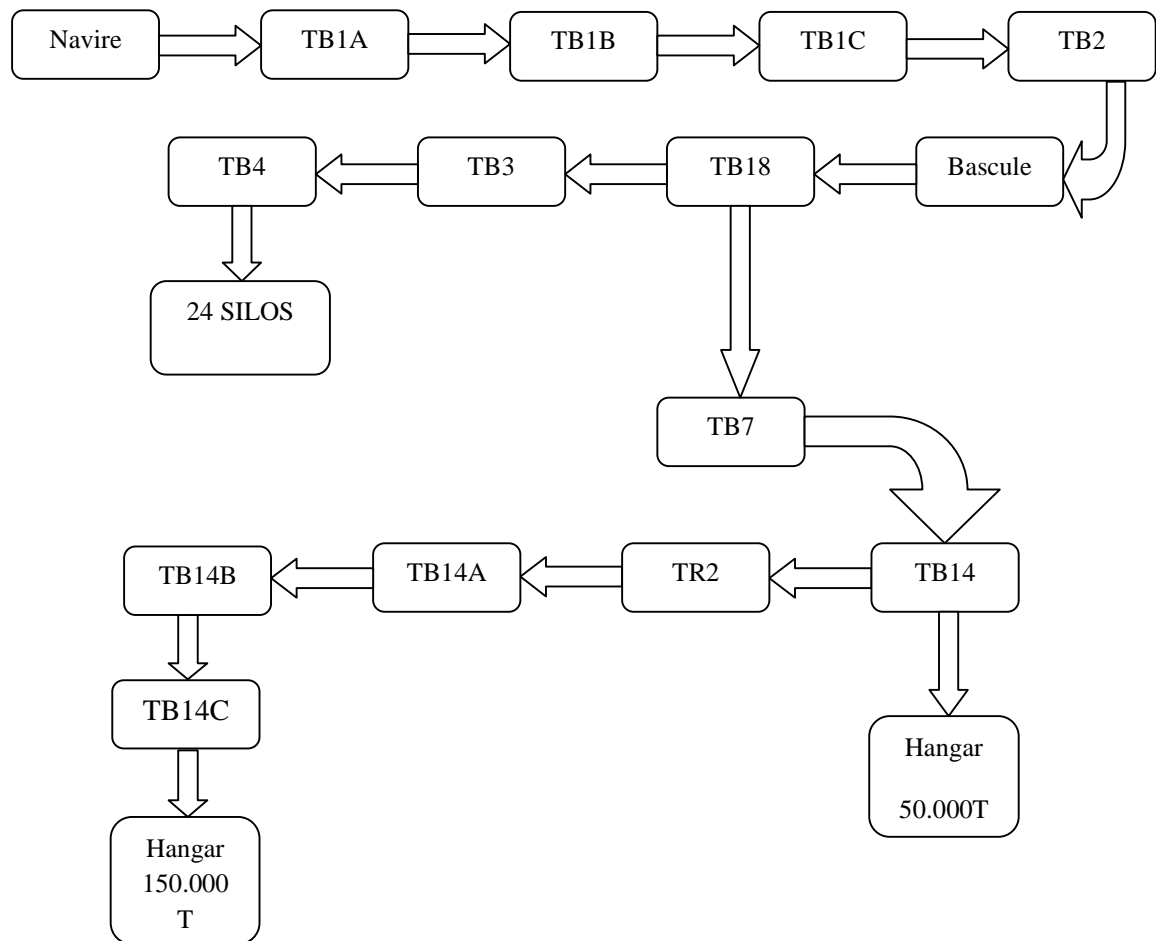 Navire
TB1A
TB1B
TB1C
TB2
TB4
TB3
TB18
Bascule
24 SILOS
TB7
TB14B
TB14A
TR2
TB14
TB14C
Hangar
50.000T
Hangar
150.000
T